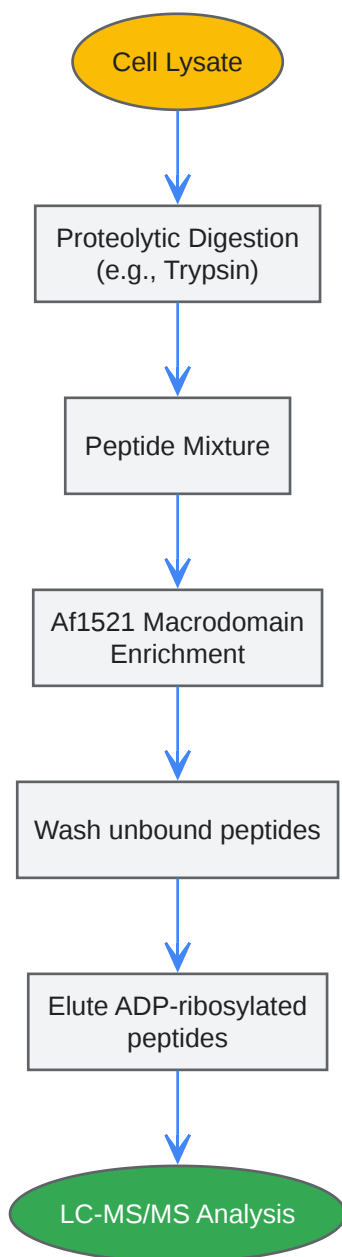 Cell Lysate
Proteolytic Digestion
(e.g., Trypsin)
Peptide Mixture
Af1521 Macrodomain
Enrichment
Wash unbound peptides
Elute ADP-ribosylated
peptides
LC-MS/MS Analysis